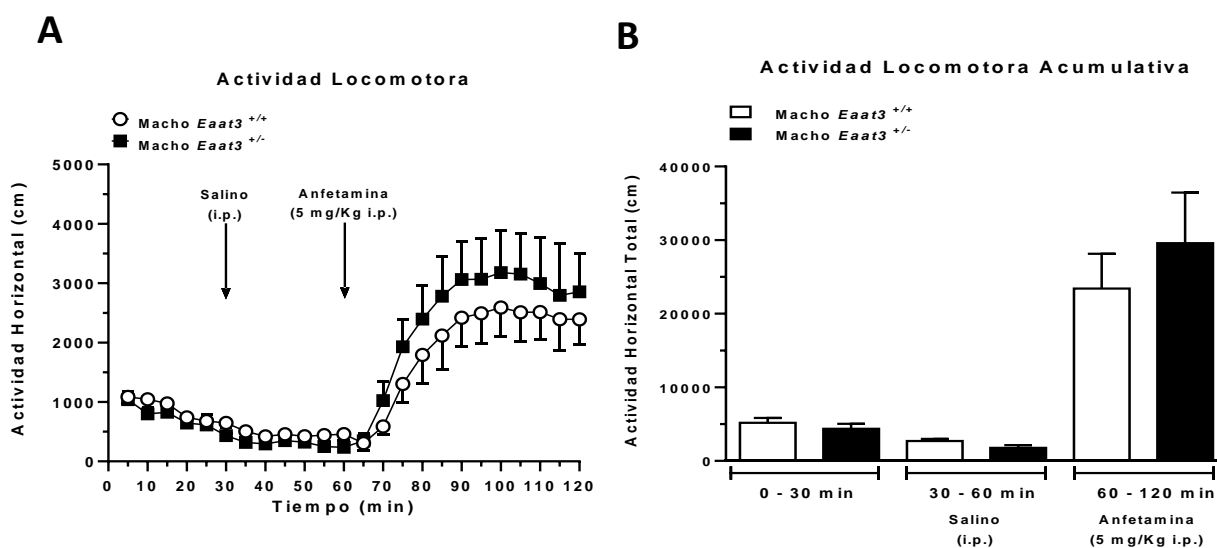 A
Actividad Locomotora
Macho Eaat3 +/+
Macho Eaat3 +/-
Actividad Horizontal (cm)
5000
4000
3000
2000
1000
0
Salino
(i.p.)
Anfetamina
(5 mg/Kg i.p.)
0 10 20 30 40 50 60 70 80 90 100 110 120
Tiempo (min)
B
Actividad Locomotora Acumulativa
Macho Eaat3 +/+
Macho Eaat3 +/-
Actividad Horizontal Total (cm)
40000
30000
20000
10000
0
0 - 30 min 30 - 60 min 60 - 120 min
Salino
(i.p.)
Anfetamina
(5 mg/Kg i.p.)